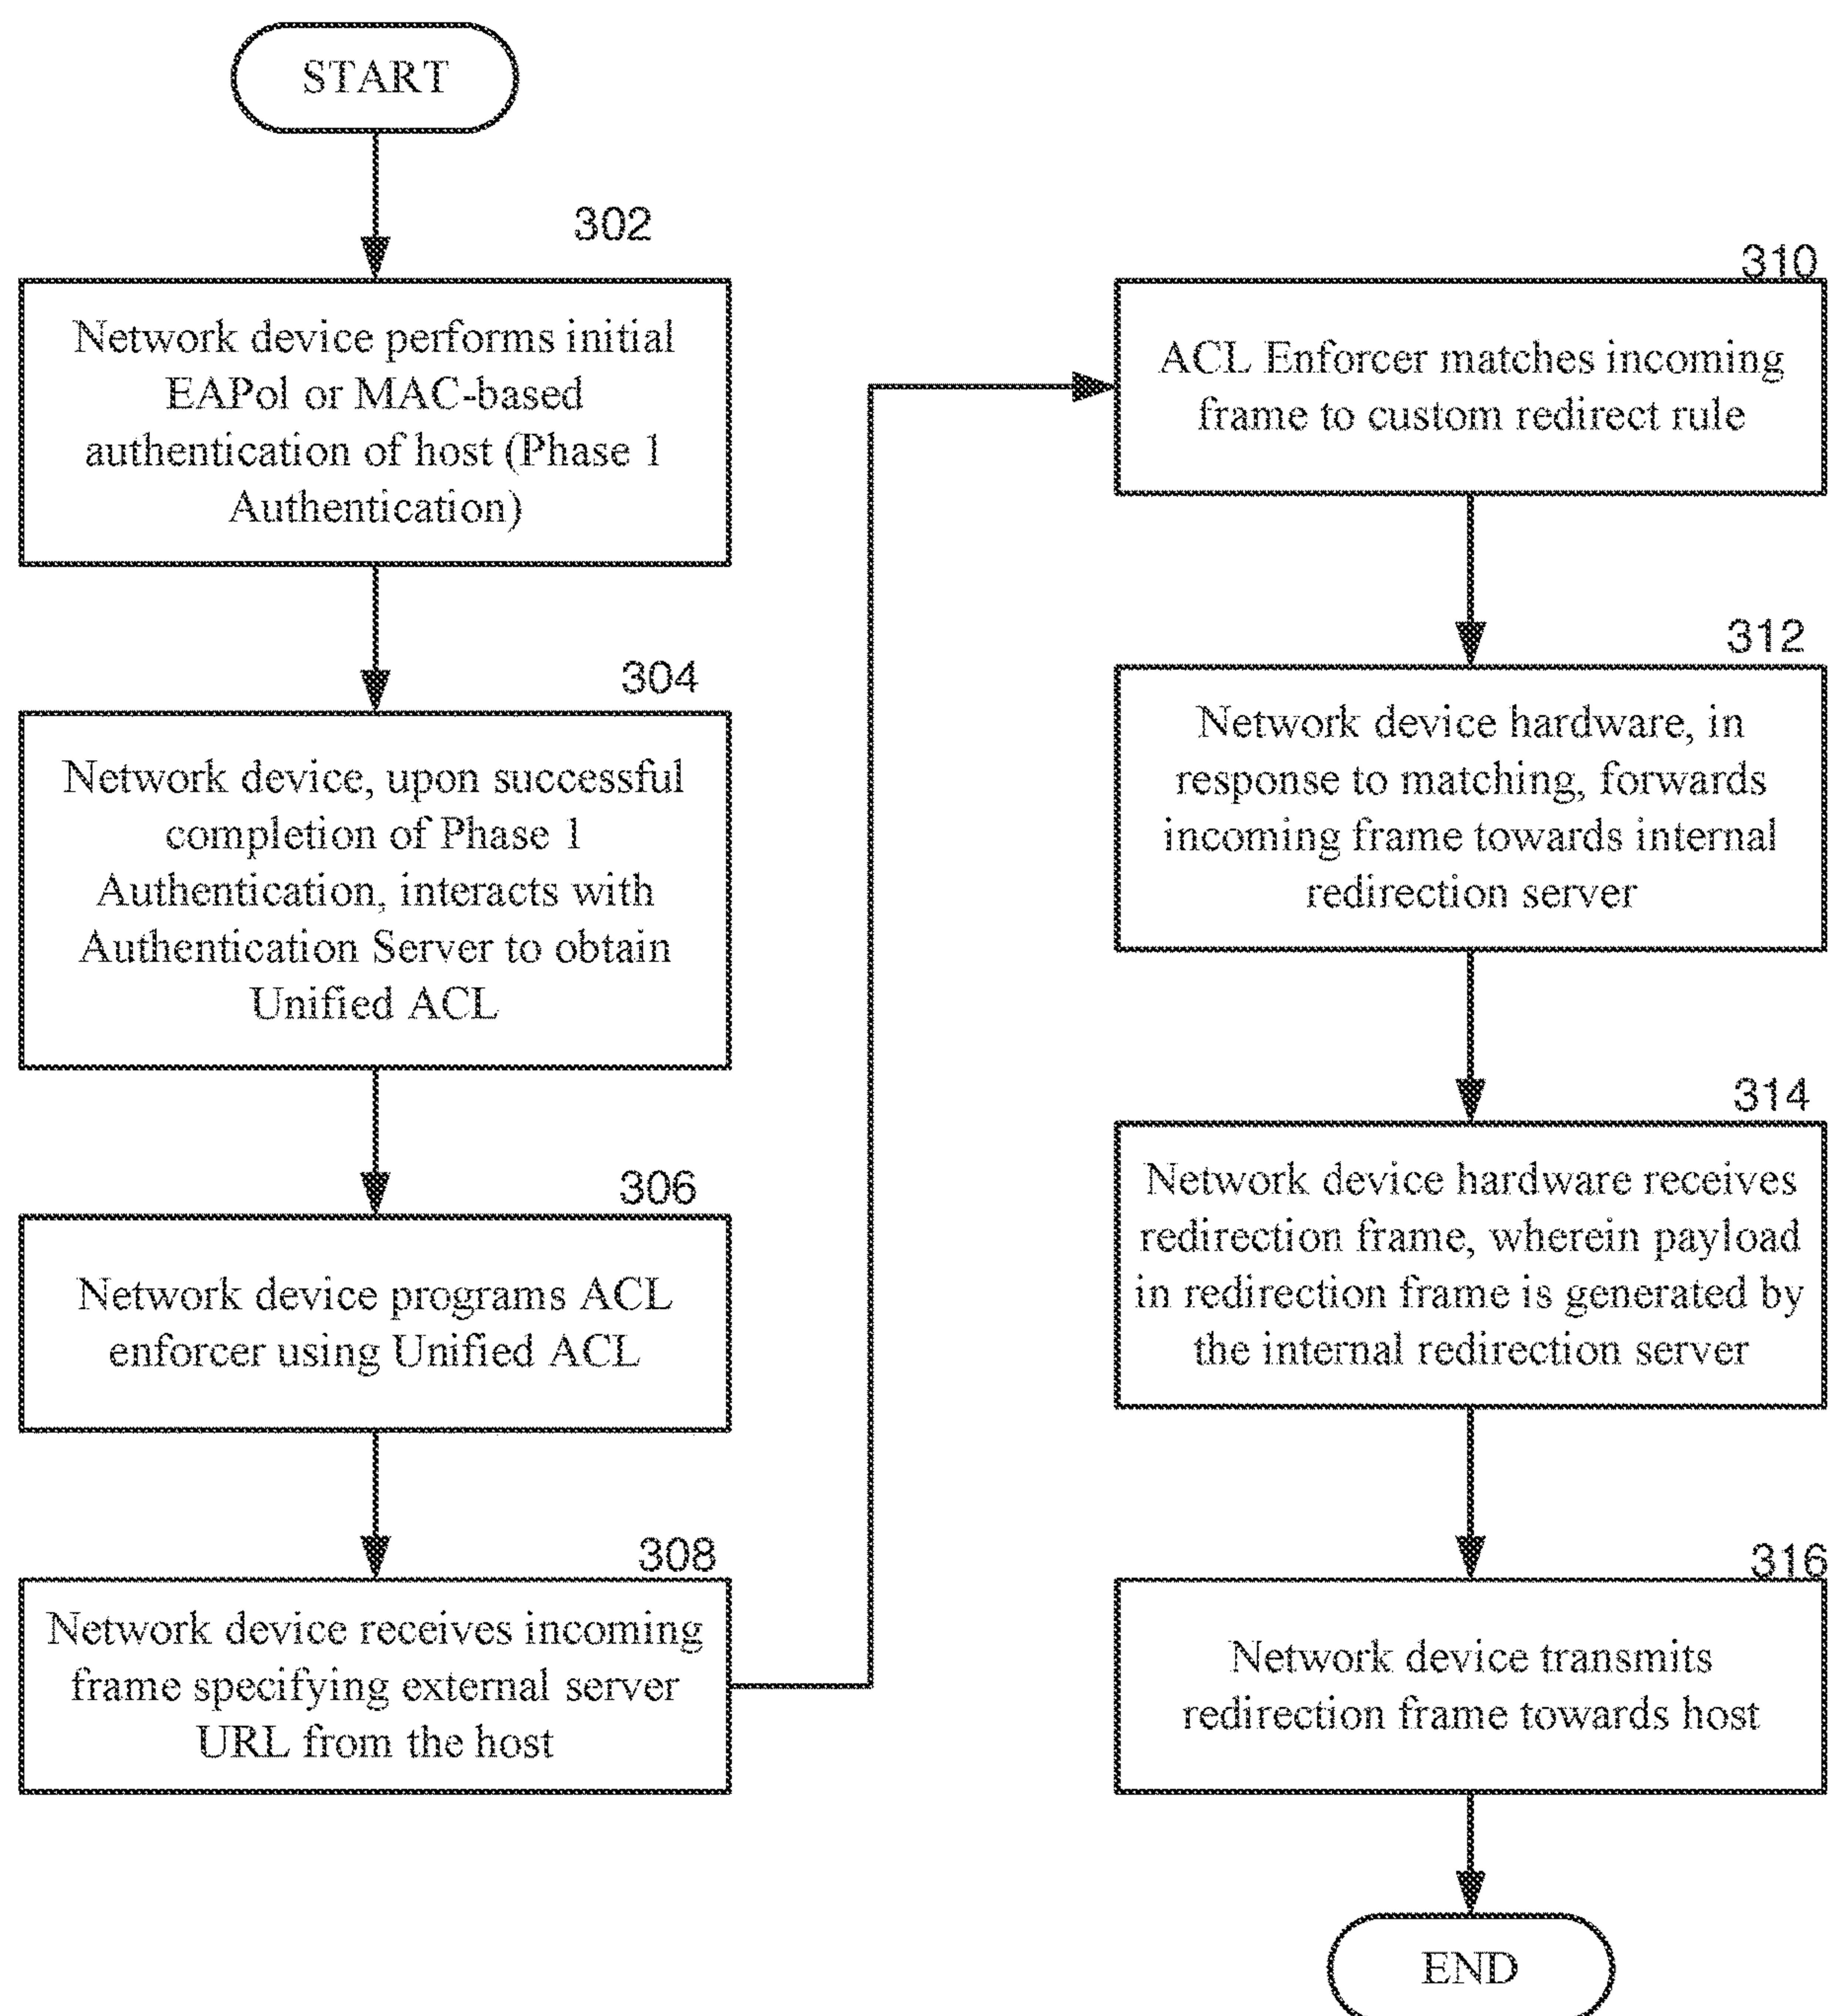 START
302
Network device performs initial
EAPol or MAC-based
authentication of host (Phase 1
Authentication)
304
Network device, upon successful
completion of Phase 1
Authentication, interacts with
Authentication Server to obtain
Unified ACL
306
Network device programs ACL
enforcer using Unified ACL
308
Network device receives incoming
frame specifying external server
URL from the host
310
ACL Enforcer matches incoming
frame to custom redirect rule
312
Network device hardware, in
response to matching, forwards
incoming frame towards internal
redirection server
314
Network device hardware receives
redirection frame, wherein payload
in redirection frame is generated by
the internal redirection server
316
Network device transmits
redirection frame towards host
END